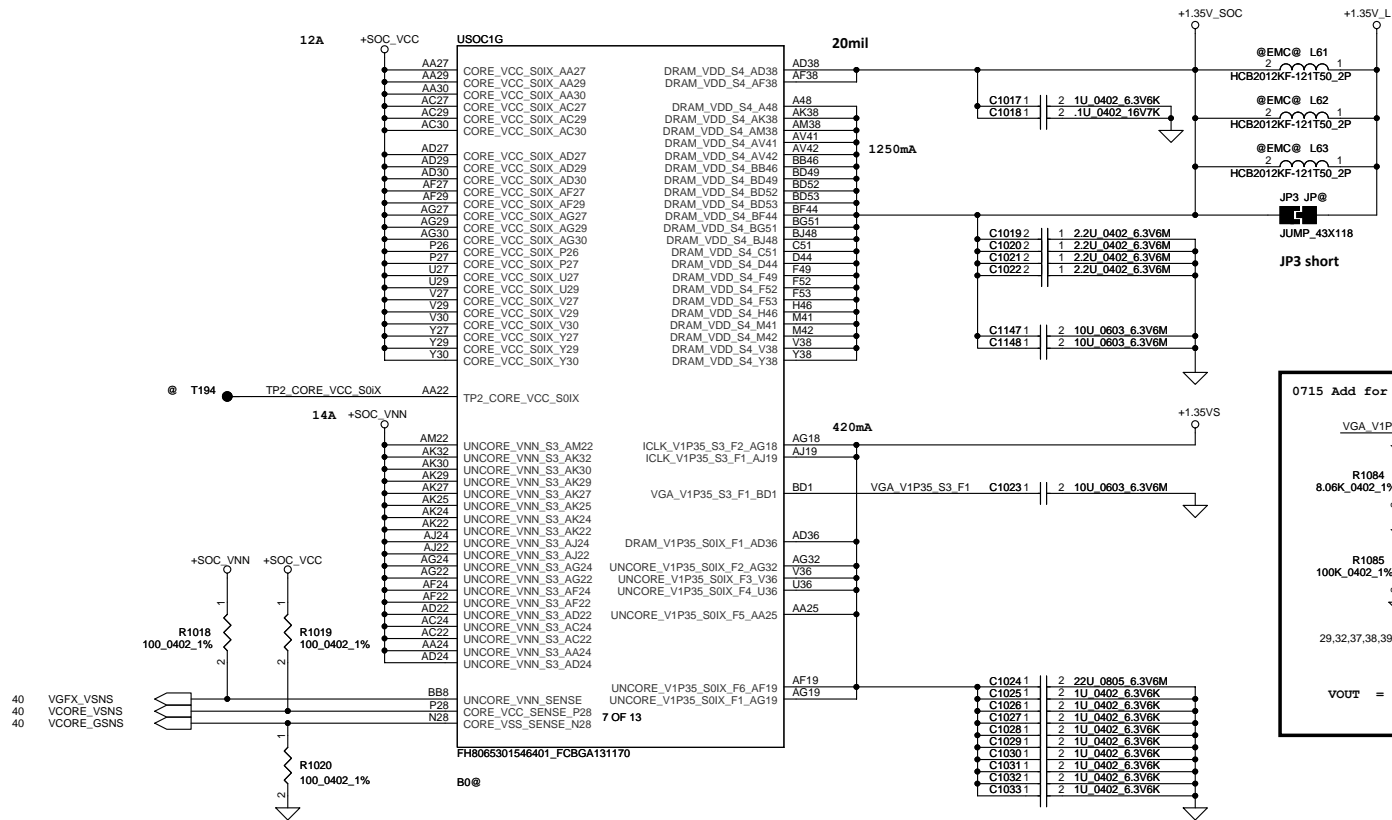 12A
+SOC_VCC
USOC1G
20mil
+1.35V_SOC
+1.35V_L
AA27 CORE_VCC_S0IX_AA27
AA29 CORE_VCC_S0IX_AA29
AA30 CORE_VCC_S0IX_AA30
AC27 CORE_VCC_S0IX_AC27
AC29 CORE_VCC_S0IX_AC29
AC30 CORE_VCC_S0IX_AC30
AD27 CORE_VCC_S0IX_AD27
AD29 CORE_VCC_S0IX_AD29
AD30 CORE_VCC_S0IX_AD30
AF27 CORE_VCC_S0IX_AF27
AF29 CORE_VCC_S0IX_AF29
AG27 CORE_VCC_S0IX_AG27
AG29 CORE_VCC_S0IX_AG29
AG30 CORE_VCC_S0IX_AG30
P26 CORE_VCC_S0IX_P26
P27 CORE_VCC_S0IX_P27
U27 CORE_VCC_S0IX_U27
U29 CORE_VCC_S0IX_U29
V27 CORE_VCC_S0IX_V27
V29 CORE_VCC_S0IX_V29
V30 CORE_VCC_S0IX_V30
Y27 CORE_VCC_S0IX_Y27
Y29 CORE_VCC_S0IX_Y29
Y30 CORE_VCC_S0IX_Y30
@ T194 TP2_CORE_VCC_S0iX AA22 TP2_CORE_VCC_S0IX
14A
+SOC_VNN
AM22 UNCORE_VNN_S3_AM22
AK32 UNCORE_VNN_S3_AK32
AK30 UNCORE_VNN_S3_AK30
AK29 UNCORE_VNN_S3_AK29
AK27 UNCORE_VNN_S3_AK27
AK25 UNCORE_VNN_S3_AK25
AK24 UNCORE_VNN_S3_AK24
AK22 UNCORE_VNN_S3_AK22
AJ24 UNCORE_VNN_S3_AJ24
AJ22 UNCORE_VNN_S3_AJ22
AG24 UNCORE_VNN_S3_AG24
AG22 UNCORE_VNN_S3_AG22
AF24 UNCORE_VNN_S3_AF24
AF22 UNCORE_VNN_S3_AF22
AD22 UNCORE_VNN_S3_AD22
AC24 UNCORE_VNN_S3_AC24
AC22 UNCORE_VNN_S3_AC22
AA24 UNCORE_VNN_S3_AA24
AD24 UNCORE_VNN_S3_AD24
+SOC_VNN +SOC_VCC
1 1
R1018
100_0402_1%
2
R1019
100_0402_1%
2
40 VGFX_VSNS BB8 UNCORE_VNN_SENSE
40 VCORE_VSNS P28 CORE_VCC_SENSE_P28
40 VCORE_GSNS N28 CORE_VSS_SENSE_N28
7 OF 13
1
R1020
100_0402_1%
2
FH8065301546401_FCBGA131170
B0@
DRAM_VDD_S4_AD38 AD38
DRAM_VDD_S4_AF38 AF38
DRAM_VDD_S4_A48 A48
DRAM_VDD_S4_AK38 AK38
DRAM_VDD_S4_AM38 AM38
DRAM_VDD_S4_AV41 AV41
DRAM_VDD_S4_AV42 AV42
DRAM_VDD_S4_BB46 BB46
DRAM_VDD_S4_BD49 BD49
DRAM_VDD_S4_BD52 BD52
DRAM_VDD_S4_BD53 BD53
DRAM_VDD_S4_BF44 BF44
DRAM_VDD_S4_BG51 BG51
DRAM_VDD_S4_BJ48 BJ48
DRAM_VDD_S4_C51 C51
DRAM_VDD_S4_D44 D44
DRAM_VDD_S4_F49 F49
DRAM_VDD_S4_F52 F52
DRAM_VDD_S4_F53 F53
DRAM_VDD_S4_H46 H46
DRAM_VDD_S4_M41 M41
DRAM_VDD_S4_M42 M42
DRAM_VDD_S4_V38 V38
DRAM_VDD_S4_Y38 Y38
1250mA
C1017 1 2 1U_0402_6.3V6K
C1018 1 2 .1U_0402_16V7K
@EMC@ L61
2 1
HCB2012KF-121T50_2P
@EMC@ L62
2 1
HCB2012KF-121T50_2P
@EMC@ L63
2 1
HCB2012KF-121T50_2P
JP3 JP@
JUMP_43X118
JP3 short
C1019 2 1 2.2U_0402_6.3V6M
C1020 2 1 2.2U_0402_6.3V6M
C1021 2 1 2.2U_0402_6.3V6M
C1022 2 1 2.2U_0402_6.3V6M
C1147 1 2 10U_0603_6.3V6M
C1148 1 2 10U_0603_6.3V6M
420mA
+1.35VS
ICLK_V1P35_S3_F2_AG18 AG18
ICLK_V1P35_S3_F1_AJ19 AJ19
VGA_V1P35_S3_F1_BD1 BD1 VGA_V1P35_S3_F1 C1023 1 2 10U_0603_6.3V6M
DRAM_V1P35_S0IX_F1_AD36 AD36
UNCORE_V1P35_S0IX_F2_AG32 AG32
UNCORE_V1P35_S0IX_F3_V36 V36
UNCORE_V1P35_S0IX_F4_U36 U36
UNCORE_V1P35_S0IX_F5_AA25 AA25
UNCORE_V1P35_S0IX_F6_AF19 AF19
UNCORE_V1P35_S0IX_F1_AG19 AG19
C1024 1 2 22U_0805_6.3V6M
C1025 1 2 1U_0402_6.3V6K
C1026 1 2 1U_0402_6.3V6K
C1027 1 2 1U_0402_6.3V6K
C1028 1 2 1U_0402_6.3V6K
C1029 1 2 1U_0402_6.3V6K
C1030 1 2 1U_0402_6.3V6K
C1031 1 2 1U_0402_6.3V6K
C1032 1 2 1U_0402_6.3V6K
C1033 1 2 1U_0402_6.3V6K
0715 Add for
VGA_V1P
R1084
8.06K_0402_1%
R1085
100K_0402_1%
29,32,37,38,39
VOUT =